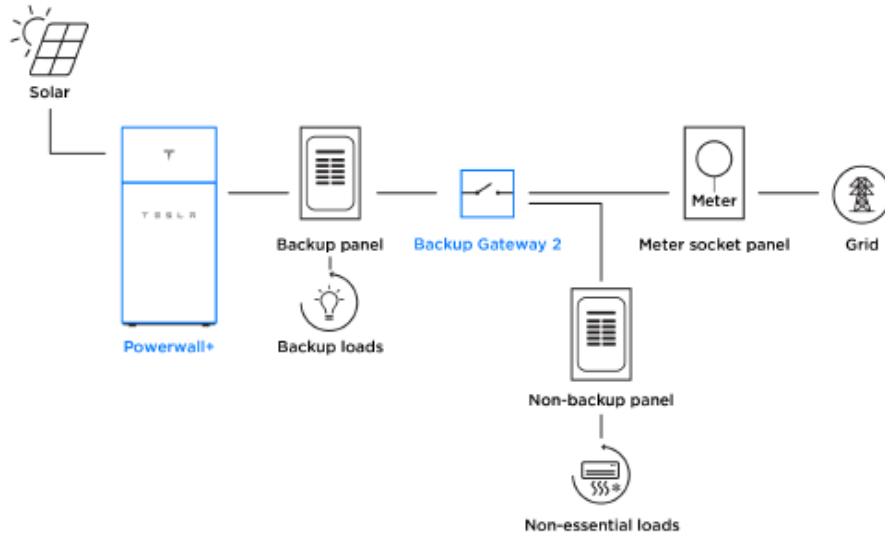 Solar
T
TESLA
Meter
Backup panel
Backup Gateway 2
Meter socket panel
Grid
Powerwall+
Backup loads
Non-backup panel
Non-essential loads